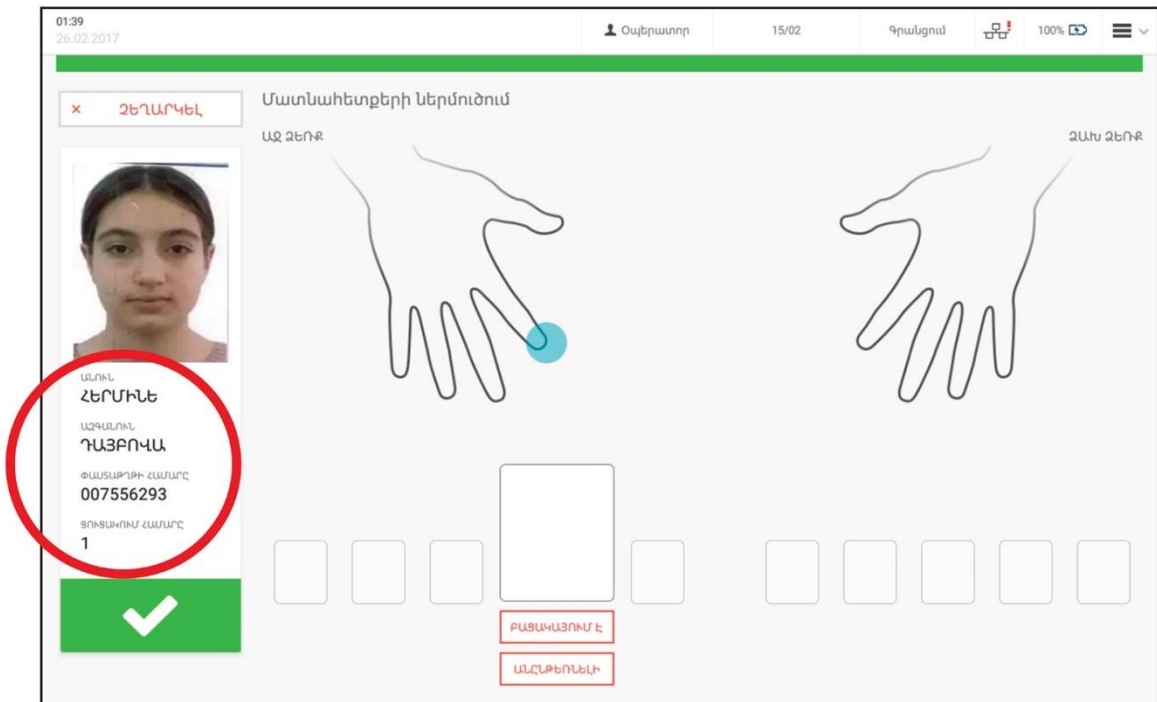 01:39
26.02.2017
Օպերատոր
15/02
Գրանցում
100%
× ՉԵՂԱՐԿԵԼ
Մատնահետքերի ներմուծում
ԱՋ ՁԵՌՔ
ՁԱԽ ՁԵՌՔ
ԱՆՈՒՆ
ՀԵՐՄԻՆԵ
ԱԶԳԱՆՈՒՆ
ԴԱՅԲՈՎԱ
ՓԱՍՏԱԹՂԹԻ ՀԱՄԱՐԸ
007556293
ՑՈՒՑԱԿՈՒՄ ՀԱՄԱՐԸ
1
ԲԱՑԱԿԱՅՈՒՄ Է
ԱՆԸՆԹԵՌՆԵԼԻ